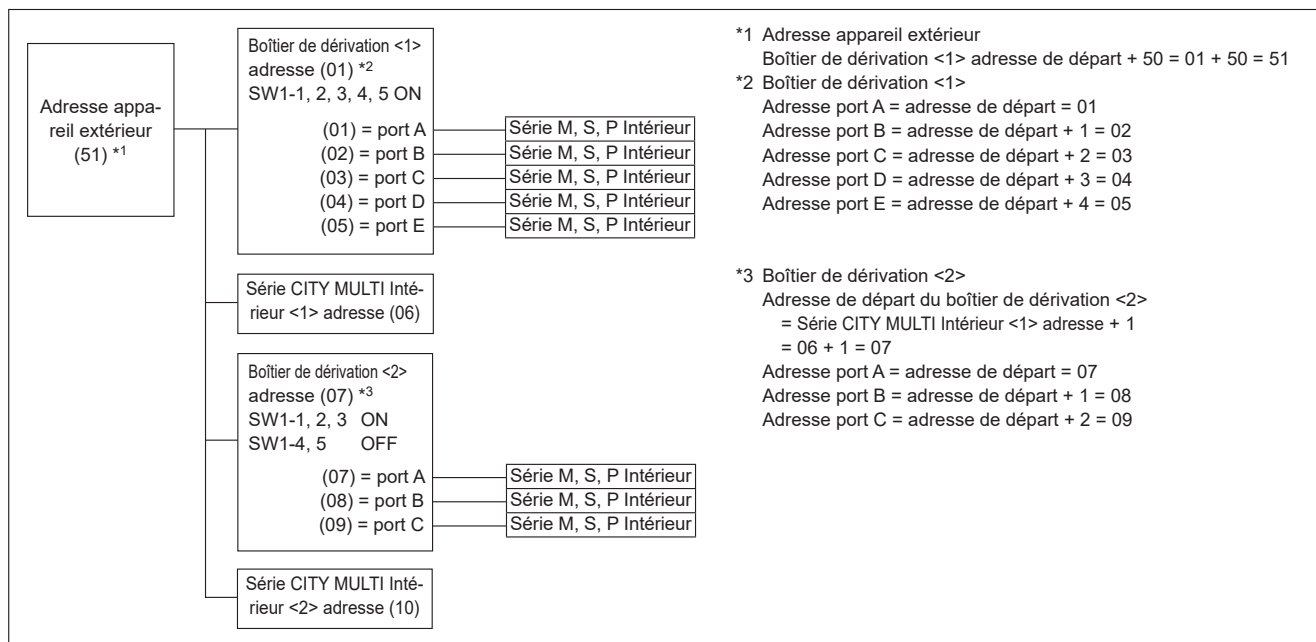 Adresse appa-
reil extérieur
(51) *1
Boîtier de dérivation <1>
adresse (01) *2
SW1-1, 2, 3, 4, 5 ON
(01) = port A
(02) = port B
(03) = port C
(04) = port D
(05) = port E
Série M, S, P Intérieur
Série M, S, P Intérieur
Série M, S, P Intérieur
Série M, S, P Intérieur
Série M, S, P Intérieur
Série CITY MULTI Inté-
rieur <1> adresse (06)
Boîtier de dérivation <2>
adresse (07) *3
SW1-1, 2, 3 ON
SW1-4, 5 OFF
(07) = port A
(08) = port B
(09) = port C
Série M, S, P Intérieur
Série M, S, P Intérieur
Série M, S, P Intérieur
Série CITY MULTI Inté-
rieur <2> adresse (10)
*1 Adresse appareil extérieur
Boîtier de dérivation <1> adresse de départ + 50 = 01 + 50 = 51
*2 Boîtier de dérivation <1>
Adresse port A = adresse de départ = 01
Adresse port B = adresse de départ + 1 = 02
Adresse port C = adresse de départ + 2 = 03
Adresse port D = adresse de départ + 3 = 04
Adresse port E = adresse de départ + 4 = 05
*3 Boîtier de dérivation <2>
Adresse de départ du boîtier de dérivation <2>
= Série CITY MULTI Intérieur <1> adresse + 1
= 06 + 1 = 07
Adresse port A = adresse de départ = 07
Adresse port B = adresse de départ + 1 = 08
Adresse port C = adresse de départ + 2 = 09